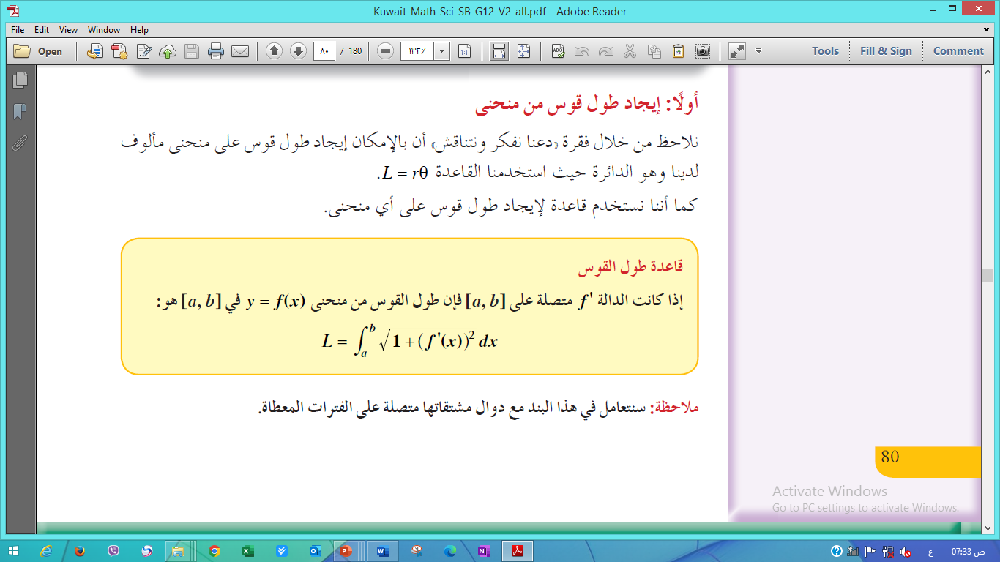 Kuwait-Math-Sci-SB-G12-V2-all.pdf - Adobe Reader
File Edit View Window Help
Open ٨٠ / 180 ١٣٢٪ Tools Fill & Sign Comment
أولًا: إيجاد طول قوس من منحنى
نلاحظ من خلال فقرة «دعنا نفكر ونتناقش» أن بالإمكان إيجاد طول قوس على منحنى مألوف
لدينا وهو الدائرة حيث استخدمنا القاعدة L = rθ.
كما أننا نستخدم قاعدة لإيجاد طول قوس على أي منحنى.
قاعدة طول القوس
إذا كانت الدالة f' متصلة على [a, b] فإن طول القوس من منحنى y = f(x) في [a, b] هو:
L = ∫_a^b √(1 + (f'(x))²) dx
ملاحظة: سنتعامل في هذا البند مع دوال مشتقاتها متصلة على الفترات المعطاة.
80
Activate Windows
Go to PC settings to activate Windows.
ع 07:33 ص